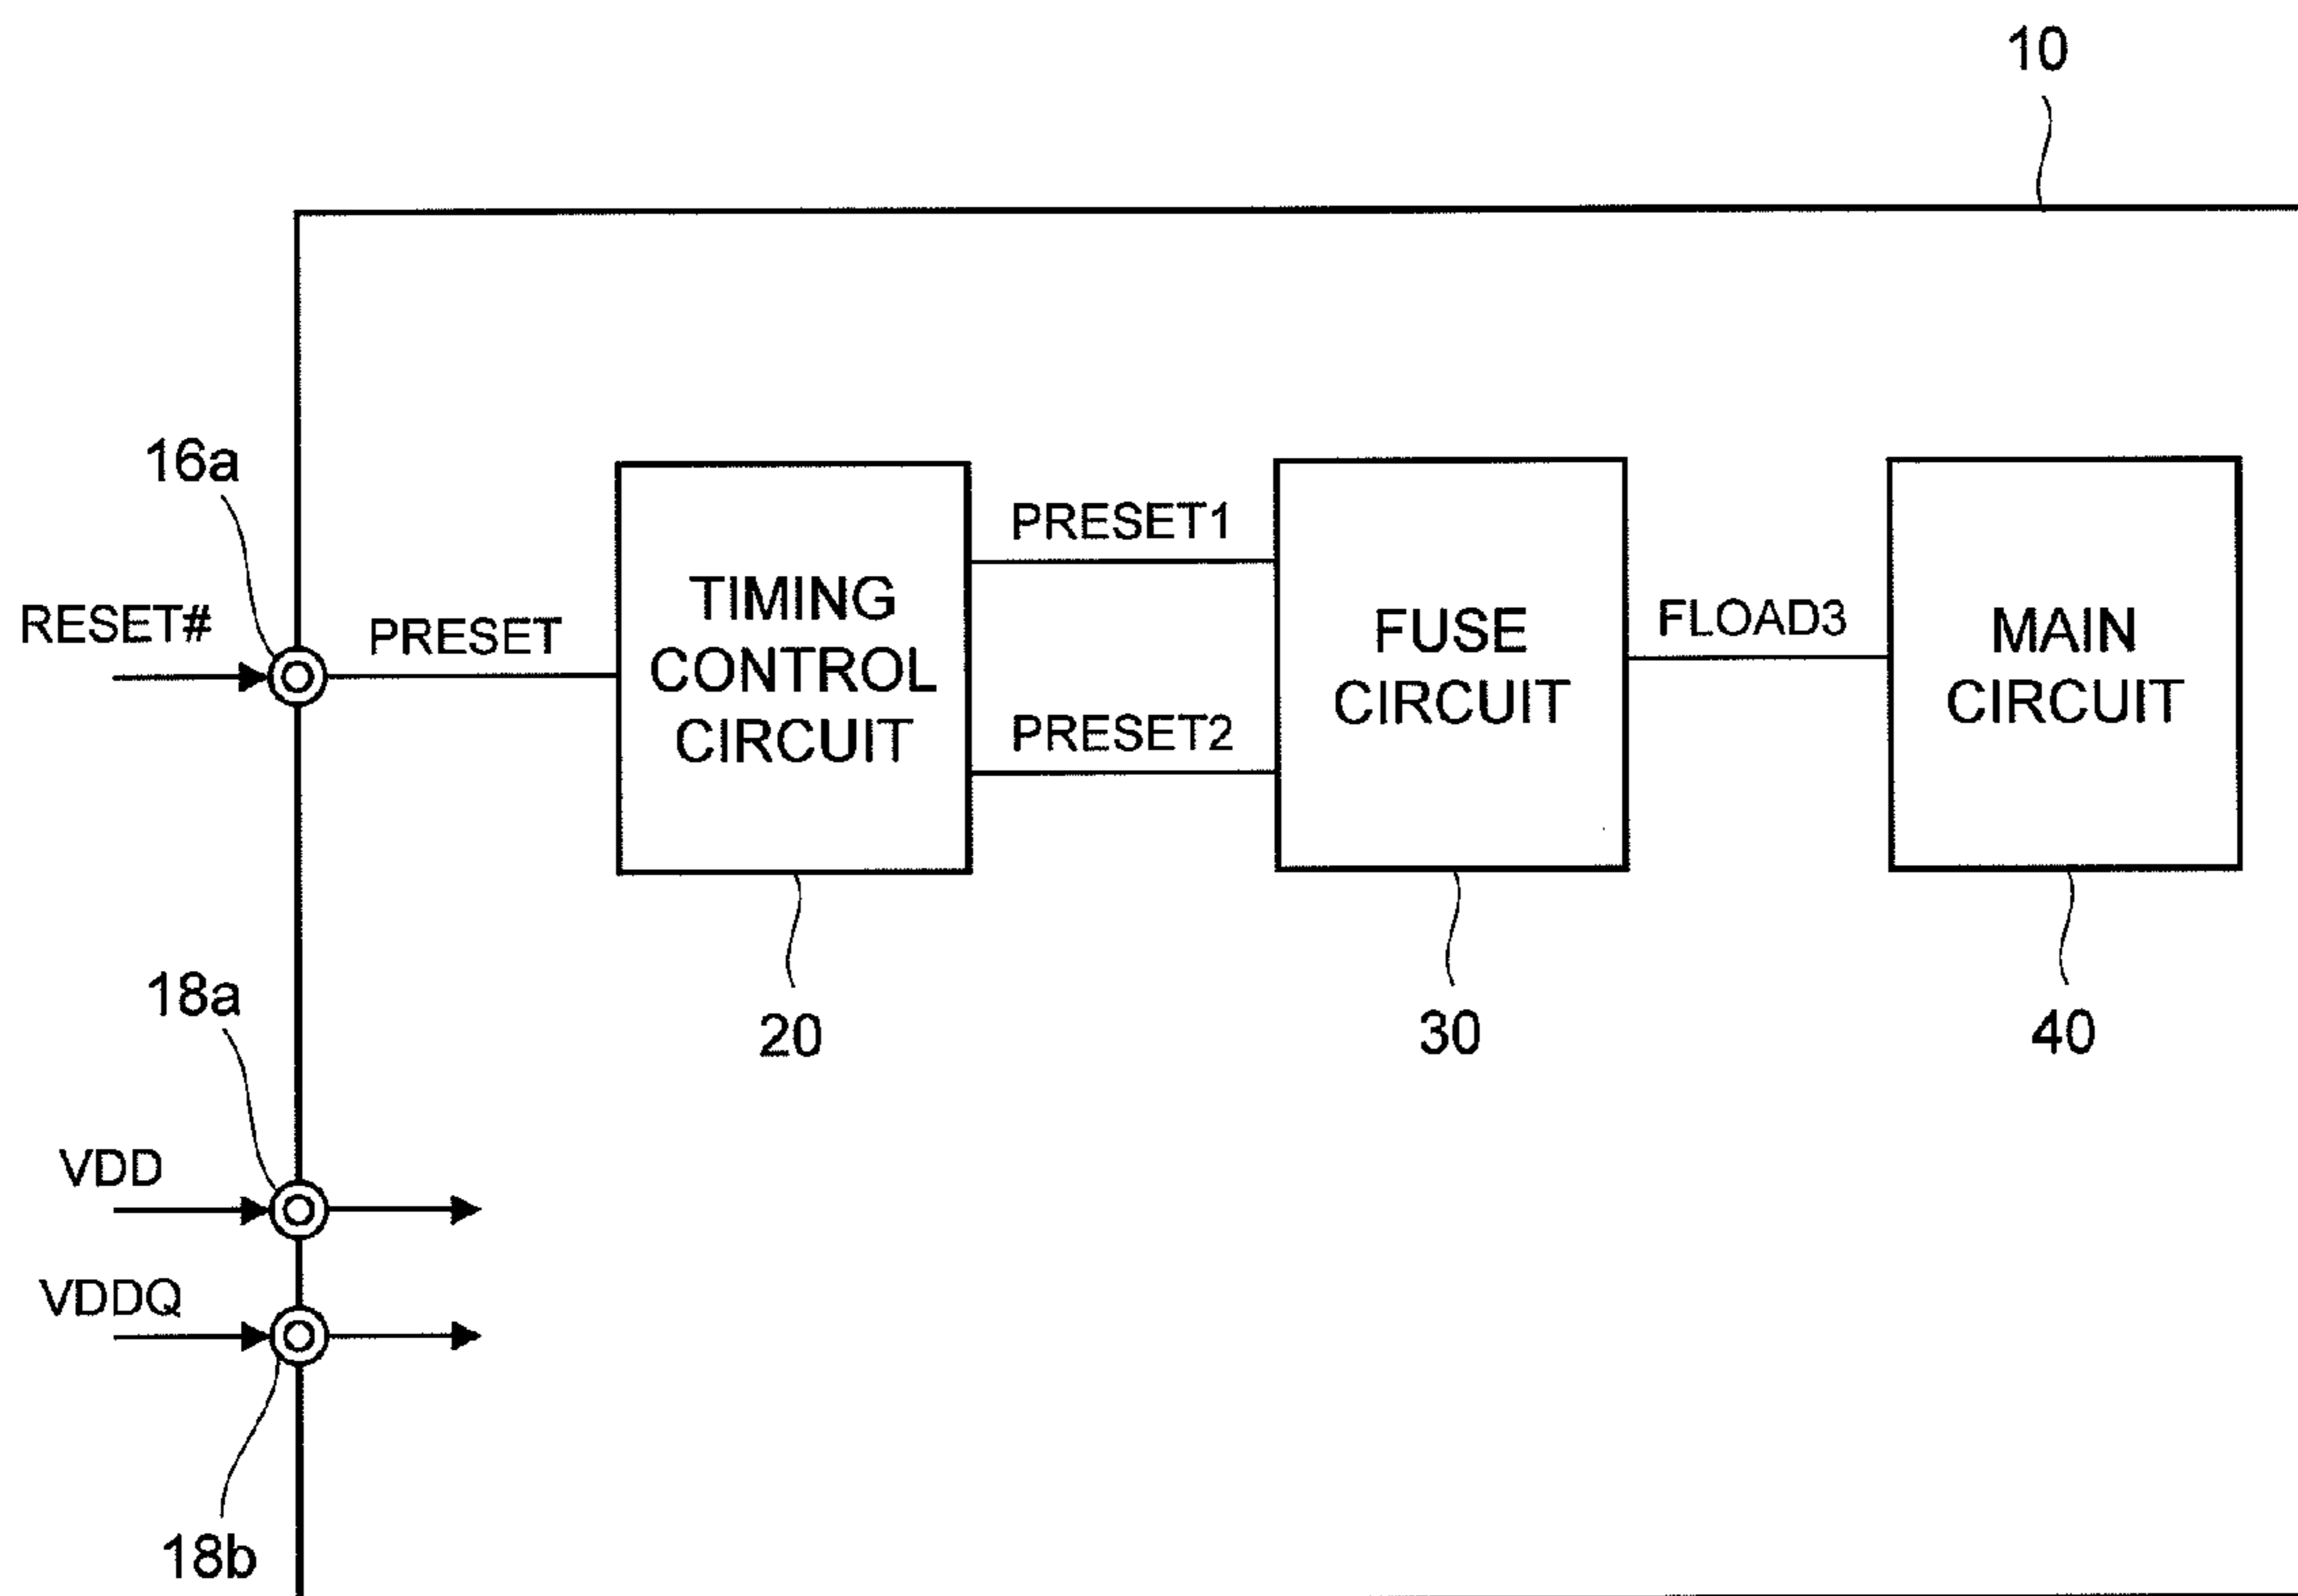 10
16a
RESET#
PRESET
TIMING
CONTROL
CIRCUIT
PRESET1
PRESET2
FUSE
CIRCUIT
FLOAD3
MAIN
CIRCUIT
20
30
40
18a
VDD
VDDQ
18b